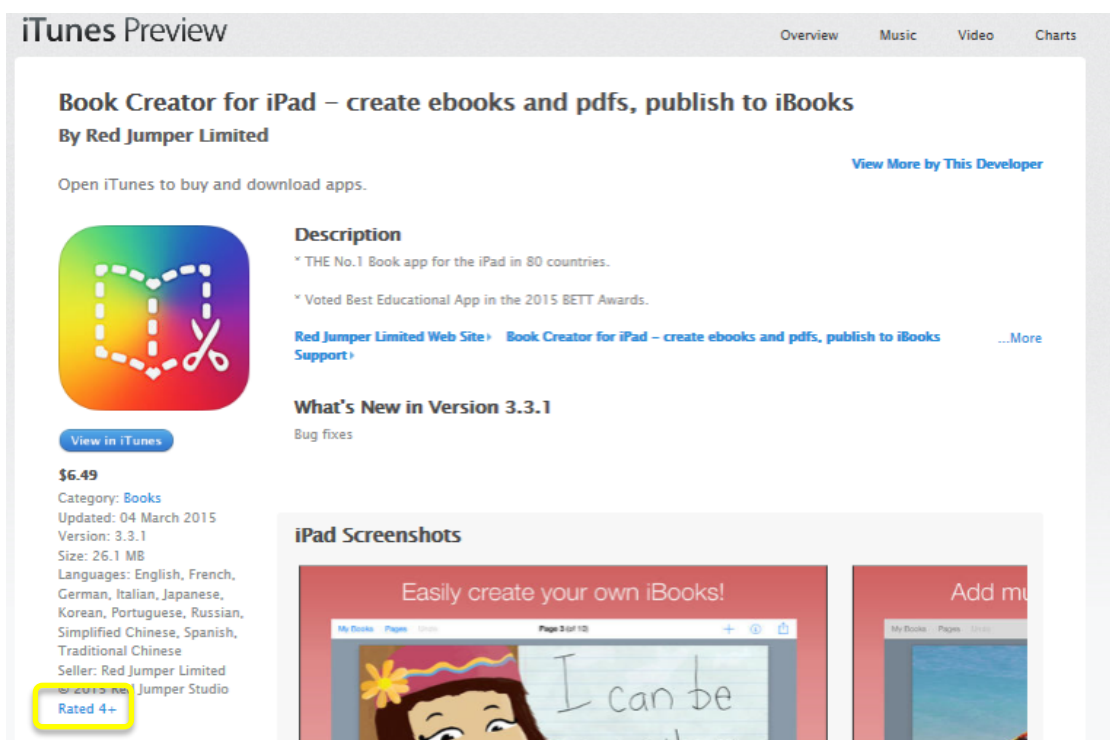 iTunes Preview
Overview Music Video Charts
Book Creator for iPad – create ebooks and pdfs, publish to iBooks
By Red Jumper Limited
View More by This Developer
Open iTunes to buy and download apps.
Description
* THE No.1 Book app for the iPad in 80 countries.
* Voted Best Educational App in the 2015 BETT Awards.
Red Jumper Limited Web Site Book Creator for iPad – create ebooks and pdfs, publish to iBooks
Support
...More
What's New in Version 3.3.1
Bug fixes
View in iTunes
$6.49
Category: Books
Updated: 04 March 2015
Version: 3.3.1
Size: 26.1 MB
Languages: English, French,
German, Italian, Japanese,
Korean, Portuguese, Russian,
Simplified Chinese, Spanish,
Traditional Chinese
Seller: Red Jumper Limited
© 2015 Red Jumper Studio
Rated 4+
iPad Screenshots
Easily create your own iBooks!
My Books Pages Undo Page 3 (of 10)
I can be
Add mu
My Books Pages Undo